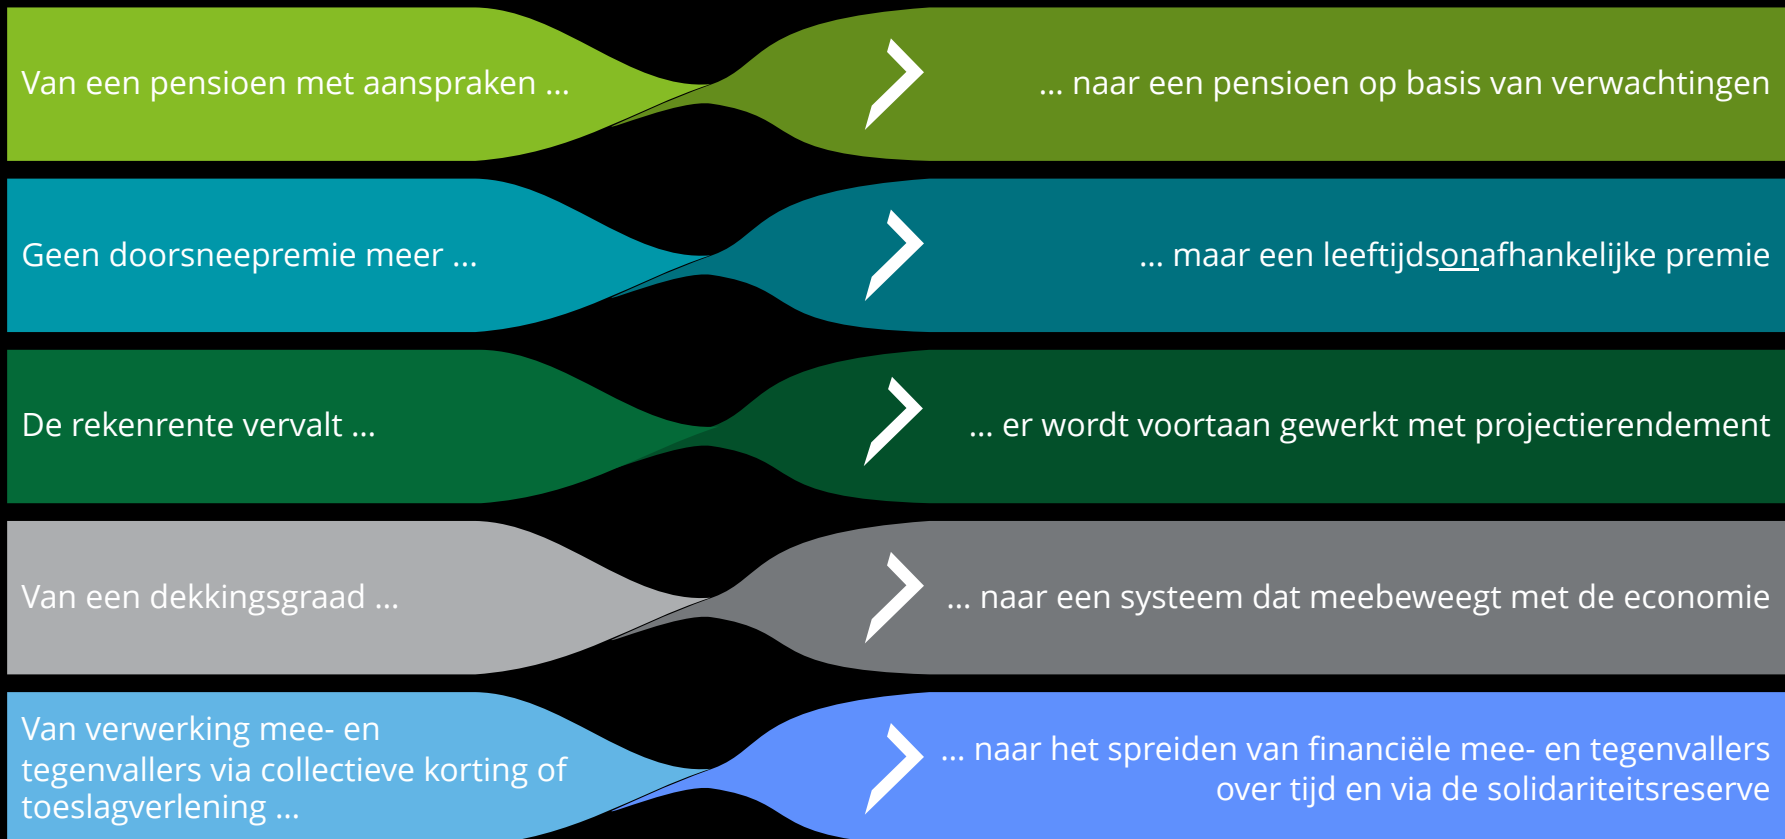 Van een pensioen met aanspraken ...
... naar een pensioen op basis van verwachtingen
Geen doorsneepremie meer ...
... maar een leeftijdsonafhankelijke premie
De rekenrente vervalt ...
... er wordt voortaan gewerkt met projectierendement
Van een dekkingsgraad ...
... naar een systeem dat meebeweegt met de economie
Van verwerking mee- en
tegenvallers via collectieve korting of
toeslagverlening ...
... naar het spreiden van financiële mee- en tegenvallers
over tijd en via de solidariteitsreserve